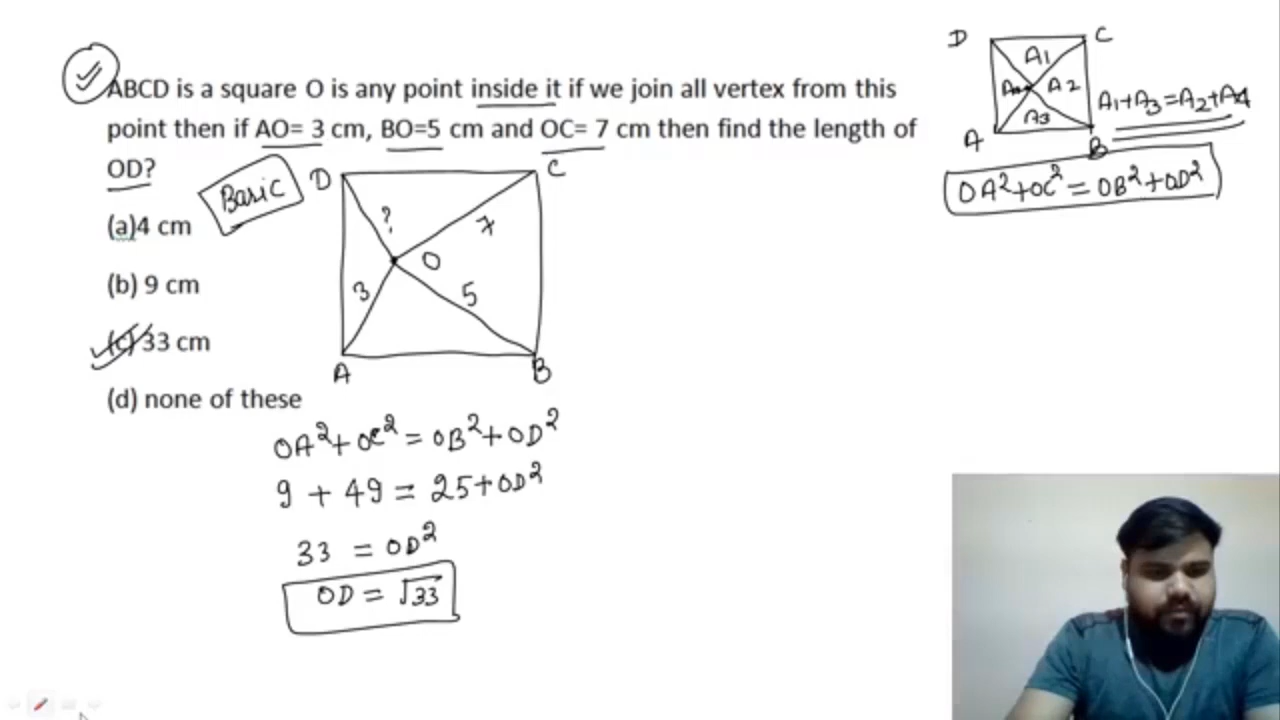 ABCD is a square O is any point inside it if we join all vertex from this
point then if AO= 3 cm, BO=5 cm and OC= 7 cm then find the length of
OD?
Basic
(a)4 cm
(b) 9 cm
(c) 33 cm
(d) none of these
D
C
?
7
O
3
5
A
B
OA²+OC² = OB²+OD²
9 + 49 = 25+OD²
33 = OD²
OD = √33
D
C
A1
A2
A3
A
B
A1+A3=A2+A4
OA²+OC² = OB²+OD²